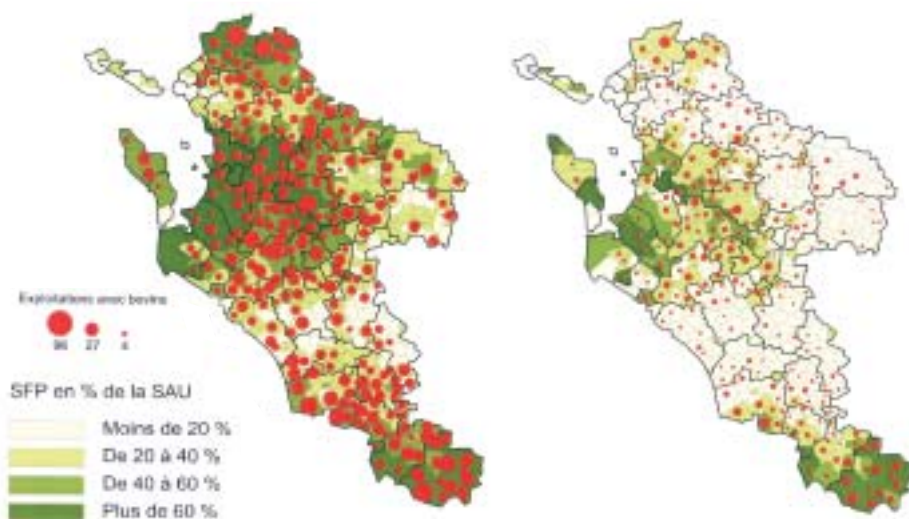 Exploitations avec bovins
96 27 4
SFP en % de la SAU
Moins de 20 %
De 20 à 40 %
De 40 à 60 %
Plus de 60 %